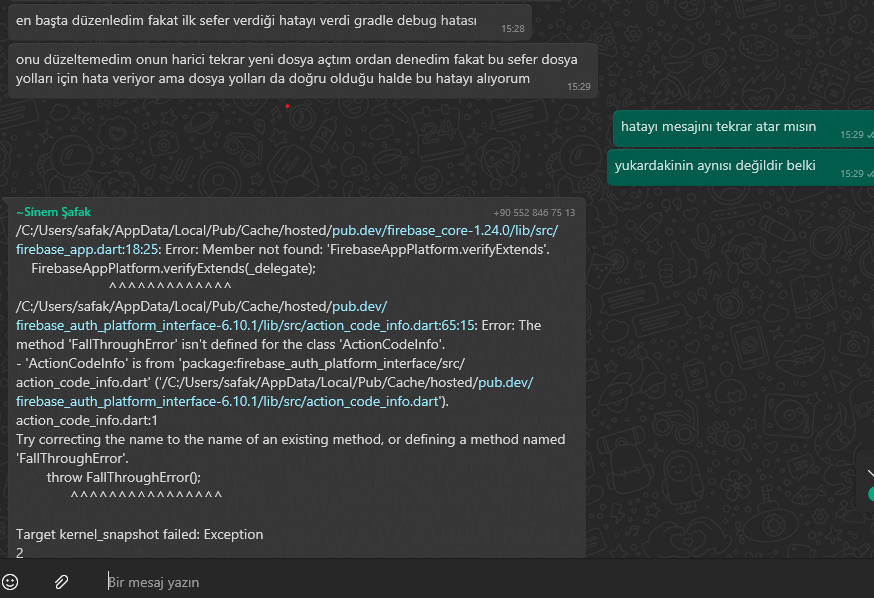 en başta düzenledim fakat ilk sefer verdiği hatayı verdi gradle debug hatası
15:28
onu düzeltemedim onun harici tekrar yeni dosya açtım ordan denedim fakat bu sefer dosya
yolları için hata veriyor ama dosya yolları da doğru olduğu halde bu hatayı alıyorum
15:29
hatayı mesajını tekrar atar mısın
15:29
yukardakinin aynısı değildir belki
15:29
~Sinem Şafak
+90 552 846 75 13
/C:/Users/safak/AppData/Local/Pub/Cache/hosted/pub.dev/firebase_core-1.24.0/lib/src/
firebase_app.dart:18:25: Error: Member not found: 'FirebaseAppPlatform.verifyExtends'.
FirebaseAppPlatform.verifyExtends(_delegate);
^^^^^^^^^^^^^
/C:/Users/safak/AppData/Local/Pub/Cache/hosted/pub.dev/
firebase_auth_platform_interface-6.10.1/lib/src/action_code_info.dart:65:15: Error: The
method 'FallThroughError' isn't defined for the class 'ActionCodeInfo'.
- 'ActionCodeInfo' is from 'package:firebase_auth_platform_interface/src/
action_code_info.dart' ('/C:/Users/safak/AppData/Local/Pub/Cache/hosted/pub.dev/
firebase_auth_platform_interface-6.10.1/lib/src/action_code_info.dart').
action_code_info.dart:1
Try correcting the name to the name of an existing method, or defining a method named
'FallThroughError'.
throw FallThroughError();
^^^^^^^^^^^^^^^^
Target kernel_snapshot failed: Exception
2
Bir mesaj yazın